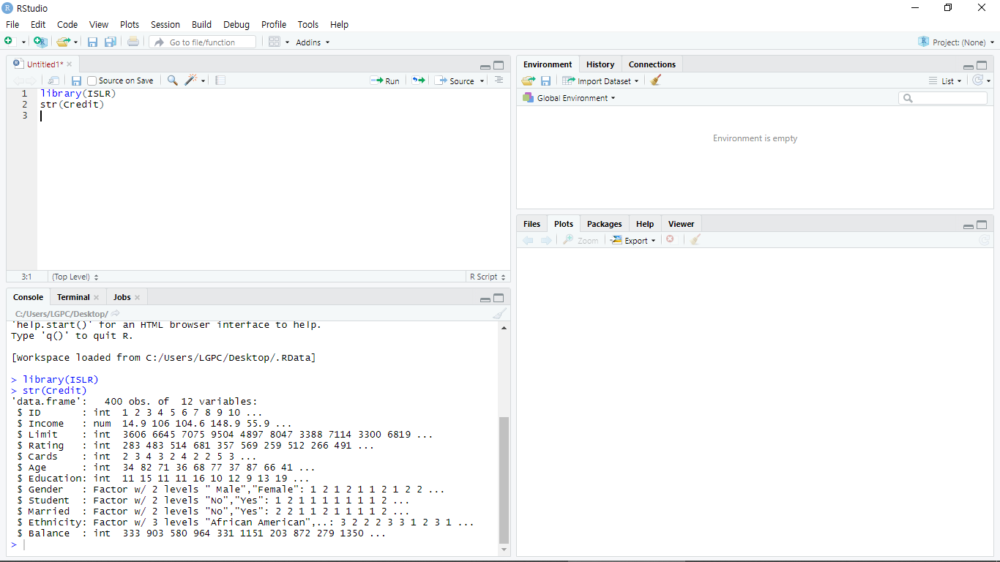 RStudio
File Edit Code View Plots Session Build Debug Profile Tools Help
Go to file/function Addins Project: (None)
Untitled1*
Source on Save Run Source
1 library(ISLR)
2 str(Credit)
3
3:1 (Top Level) R Script
Console Terminal Jobs
C:/Users/LGPC/Desktop/
'help.start()' for an HTML browser interface to help.
Type 'q()' to quit R.
[Workspace loaded from C:/Users/LGPC/Desktop/.RData]
> library(ISLR)
> str(Credit)
'data.frame':   400 obs. of  12 variables:
 $ ID       : int  1 2 3 4 5 6 7 8 9 10 ...
 $ Income   : num  14.9 106 104.6 148.9 55.9 ...
 $ Limit    : int  3606 6645 7075 9504 4897 8047 3388 7114 3300 6819 ...
 $ Rating   : int  283 483 514 681 357 569 259 512 266 491 ...
 $ Cards    : int  2 3 4 3 2 4 2 2 5 3 ...
 $ Age      : int  34 82 71 36 68 77 37 87 66 41 ...
 $ Education: int  11 15 11 11 16 10 12 9 13 19 ...
 $ Gender   : Factor w/ 2 levels " Male","Female": 1 2 1 2 1 1 2 1 2 2 ...
 $ Student  : Factor w/ 2 levels "No","Yes": 1 2 1 1 1 1 1 1 1 2 ...
 $ Married  : Factor w/ 2 levels "No","Yes": 2 2 1 1 2 1 1 1 1 2 ...
 $ Ethnicity: Factor w/ 3 levels "African American",..: 3 2 2 2 3 3 1 2 3 1 ...
 $ Balance  : int  333 903 580 964 331 1151 203 872 279 1350 ...
>
Environment History Connections
Import Dataset List
Global Environment
Environment is empty
Files Plots Packages Help Viewer
Zoom Export